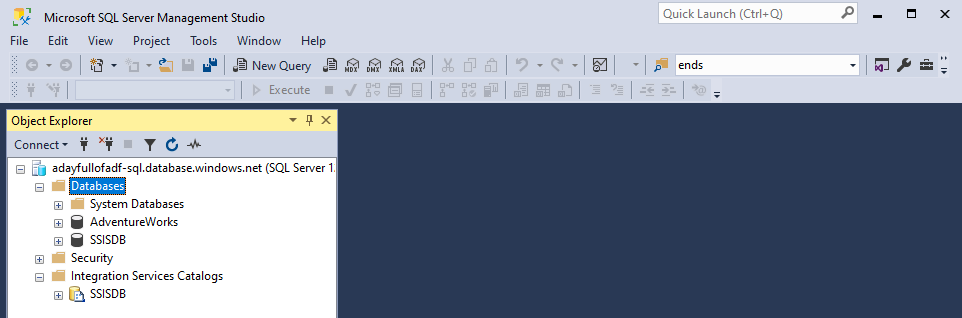 Microsoft SQL Server Management Studio
Quick Launch (Ctrl+Q)
File Edit View Project Tools Window Help
New Query MDX DMX XMLA DAX ends
Execute
Object Explorer
Connect
adayfullofadf-sql.database.windows.net (SQL Server 1
Databases
System Databases
AdventureWorks
SSISDB
Security
Integration Services Catalogs
SSISDB